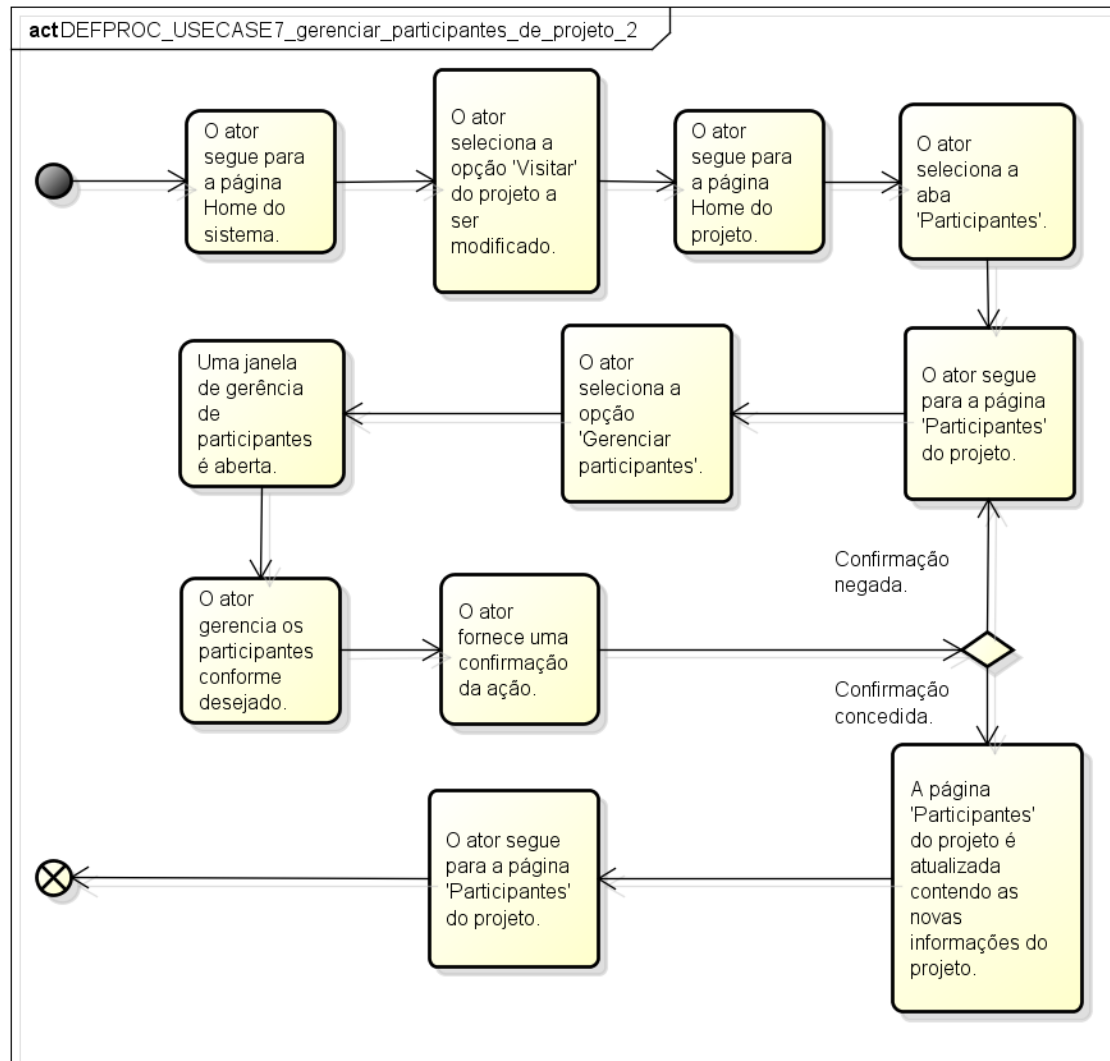 actDEFPROC_USECASE7_gerenciar_participantes_de_projeto_2
O ator
segue para
a página
Home do
sistema.
O ator
seleciona a
opção 'Visitar'
do projeto a
ser
modificado.
O ator
segue para
a página
Home do
projeto.
O ator
seleciona a
aba
'Participantes'.
O ator segue
para a página
'Participantes'
do projeto.
O ator
seleciona a
opção
'Gerenciar
participantes'.
Uma janela
de gerência
de
participantes
é aberta.
O ator
gerencia os
participantes
conforme
desejado.
O ator
fornece uma
confirmação
da ação.
Confirmação
negada.
Confirmação
concedida.
A página
'Participantes'
do projeto é
atualizada
contendo as
novas
informações do
projeto.
O ator segue
para a página
'Participantes'
do projeto.